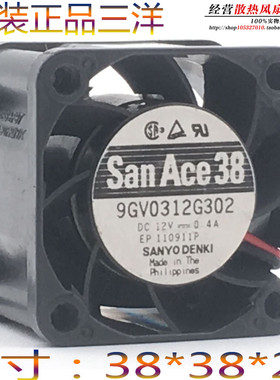 装正品三洋
经营散热风扇
100%实物
San Ace 38
9GV0312G302
DC 12V 0.4A
EP 110911P
SANYO DENKI
Made in The
Philippines
寸：38*38*2